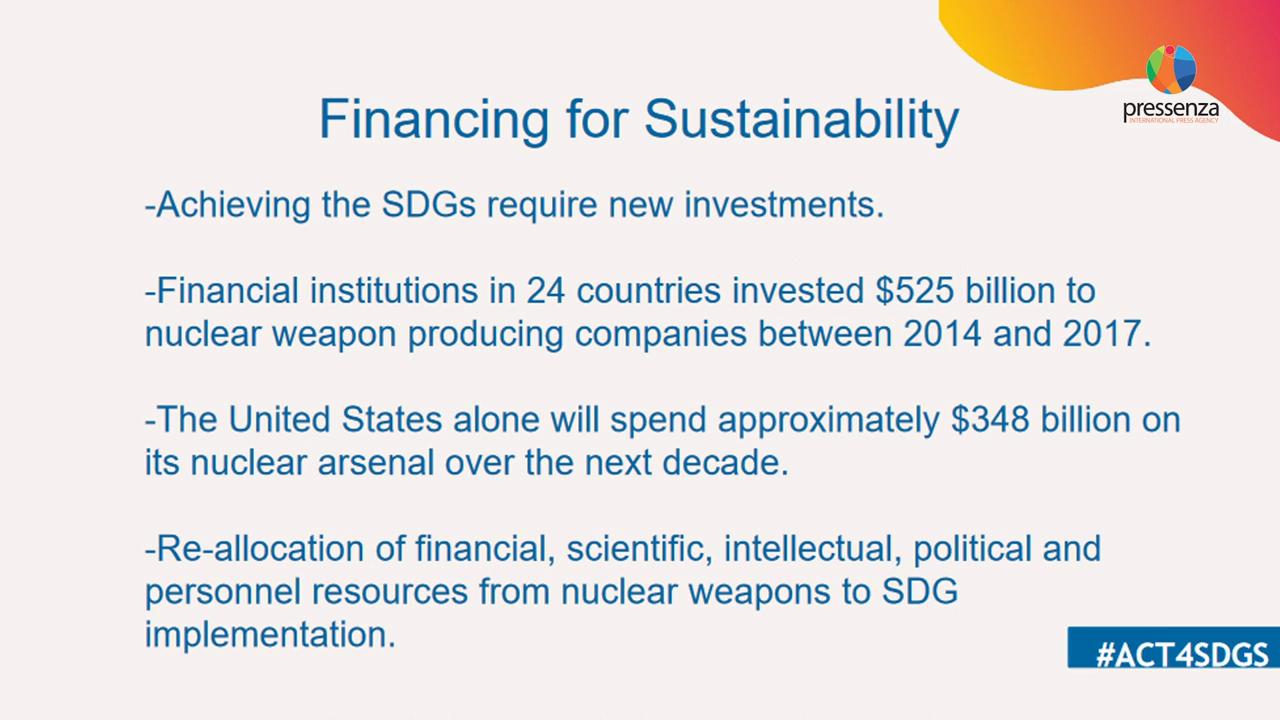 pressenza
INTERNATIONAL PRESS AGENCY
Financing for Sustainability
-Achieving the SDGs require new investments.
-Financial institutions in 24 countries invested $525 billion to
nuclear weapon producing companies between 2014 and 2017.
-The United States alone will spend approximately $348 billion on
its nuclear arsenal over the next decade.
-Re-allocation of financial, scientific, intellectual, political and
personnel resources from nuclear weapons to SDG
implementation.
#ACT4SDGS